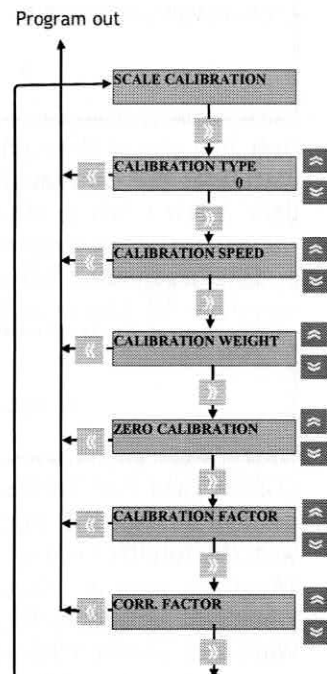 Program out
SCALE CALIBRATION
CALIBRATION TYPE
0
CALIBRATION SPEED
CALIBRATION WEIGHT
ZERO CALIBRATION
CALIBRATION FACTOR
CORR. FACTOR